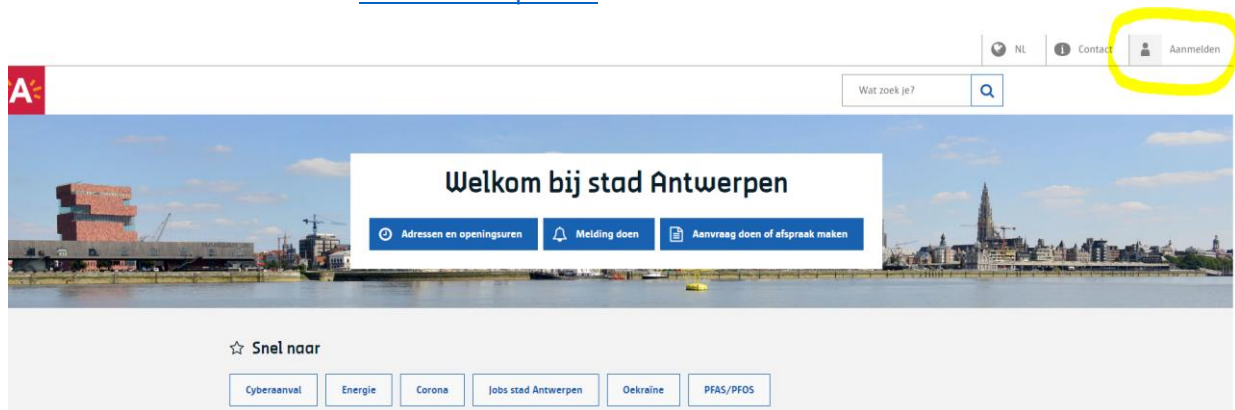 NL Contact Aanmelden
A
Wat zoek je?
Welkom bij stad Antwerpen
Adressen en openingsuren Melding doen Aanvraag doen of afspraak maken
Snel naar
Cyberaanval Energie Corona Jobs stad Antwerpen Oekraïne PFAS/PFOS